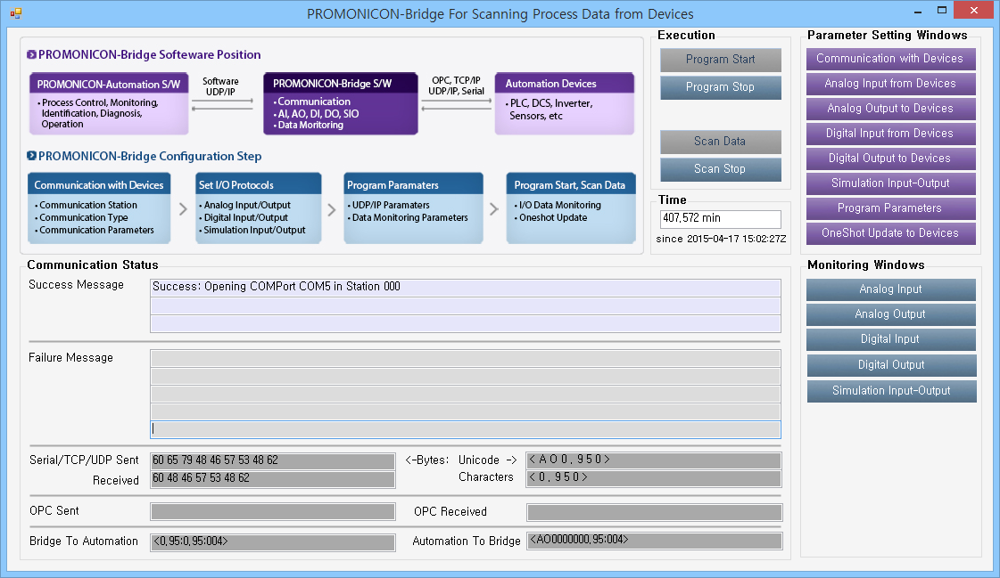 PROMONICON-Bridge For Scanning Process Data from Devices
PROMONICON-Bridge Softeware Position
PROMONICON-Automation S/W
• Process Control, Monitoring,
Identification, Diagnosis,
Operation
Software
UDP/IP
PROMONICON-Bridge S/W
• Communication
• AI, AO, DI, DO, SIO
• Data Monitoring
OPC, TCP/IP
UDP/IP, Serial
Automation Devices
• PLC, DCS, Inverter,
Sensors, etc
PROMONICON-Bridge Configuration Step
Communication with Devices
• Communication Station
• Communication Type
• Communication Parameters
Set I/O Protocols
• Analog Input/Output
• Digital Input/Output
• Simulation Input/Output
Program Paramaters
• UDP/IP Paramaters
• Data Monitoring Parameters
Program Start, Scan Data
• I/O Data Monitoring
• Oneshot Update
Execution
Program Start
Program Stop
Scan Data
Scan Stop
Time
407,572 min
since 2015-04-17 15:02:27Z
Parameter Setting Windows
Communication with Devices
Analog Input from Devices
Analog Output to Devices
Digital Input from Devices
Digital Output to Devices
Simulation Input-Output
Program Parameters
OneShot Update to Devices
Communication Status
Success Message
Success: Opening COMPort COM5 in Station 000
Failure Message
Serial/TCP/UDP Sent
60 65 79 48 46 57 53 48 62
<-Bytes: Unicode ->
< A O 0 . 9 5 0 >
Received
60 48 46 57 53 48 62
Characters
< 0 . 9 5 0 >
OPC Sent
OPC Received
Bridge To Automation
<0,95:0,95:004>
Automation To Bridge
<AO0000000,95:004>
Monitoring Windows
Analog Input
Analog Output
Digital Input
Digital Output
Simulation Input-Output